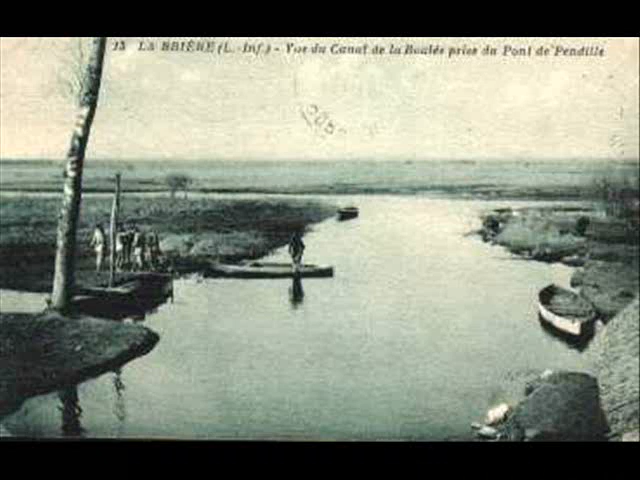 13 LA BRIÈRE (L.-Inf.) - Vue du Canal de la Boulée prise du Pont de Pendille